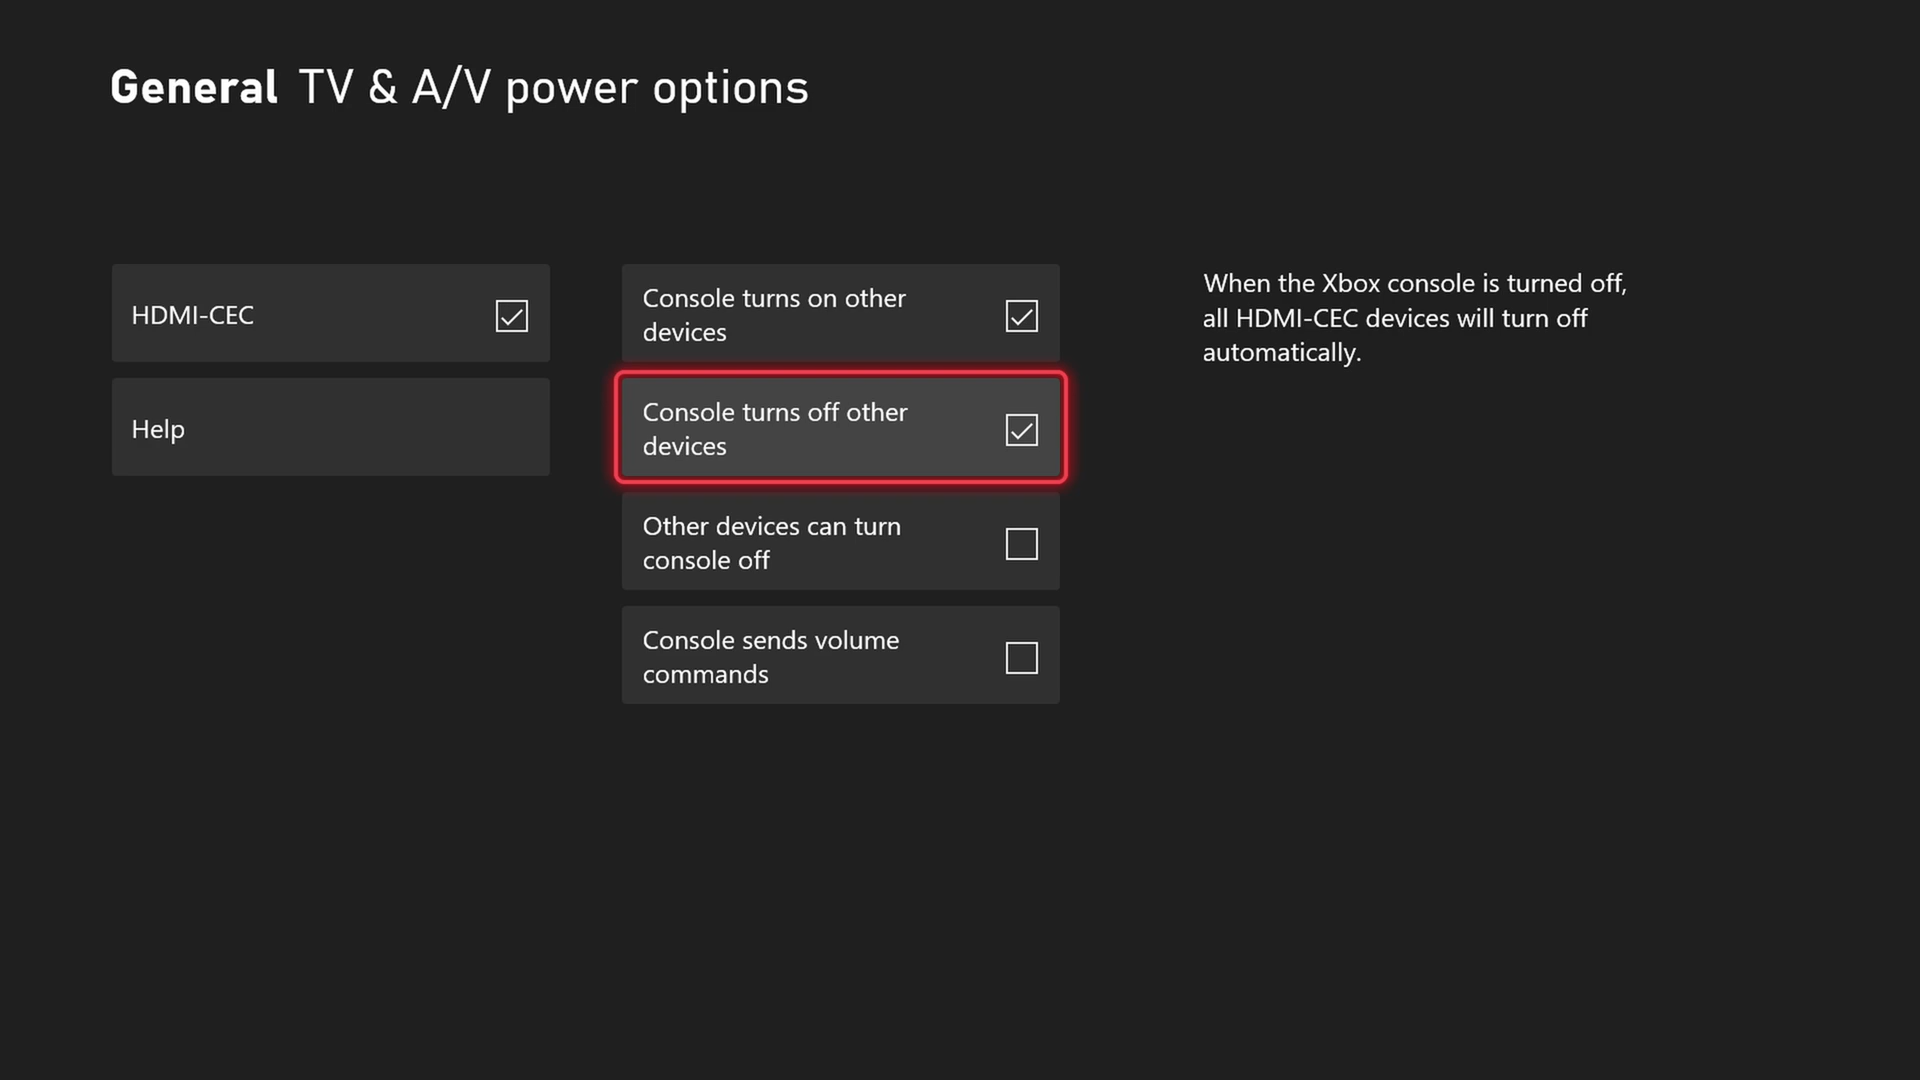 General TV & A/V power options
HDMI-CEC
Help
Console turns on other
devices
Console turns off other
devices
Other devices can turn
console off
Console sends volume
commands
When the Xbox console is turned off,
all HDMI-CEC devices will turn off
automatically.